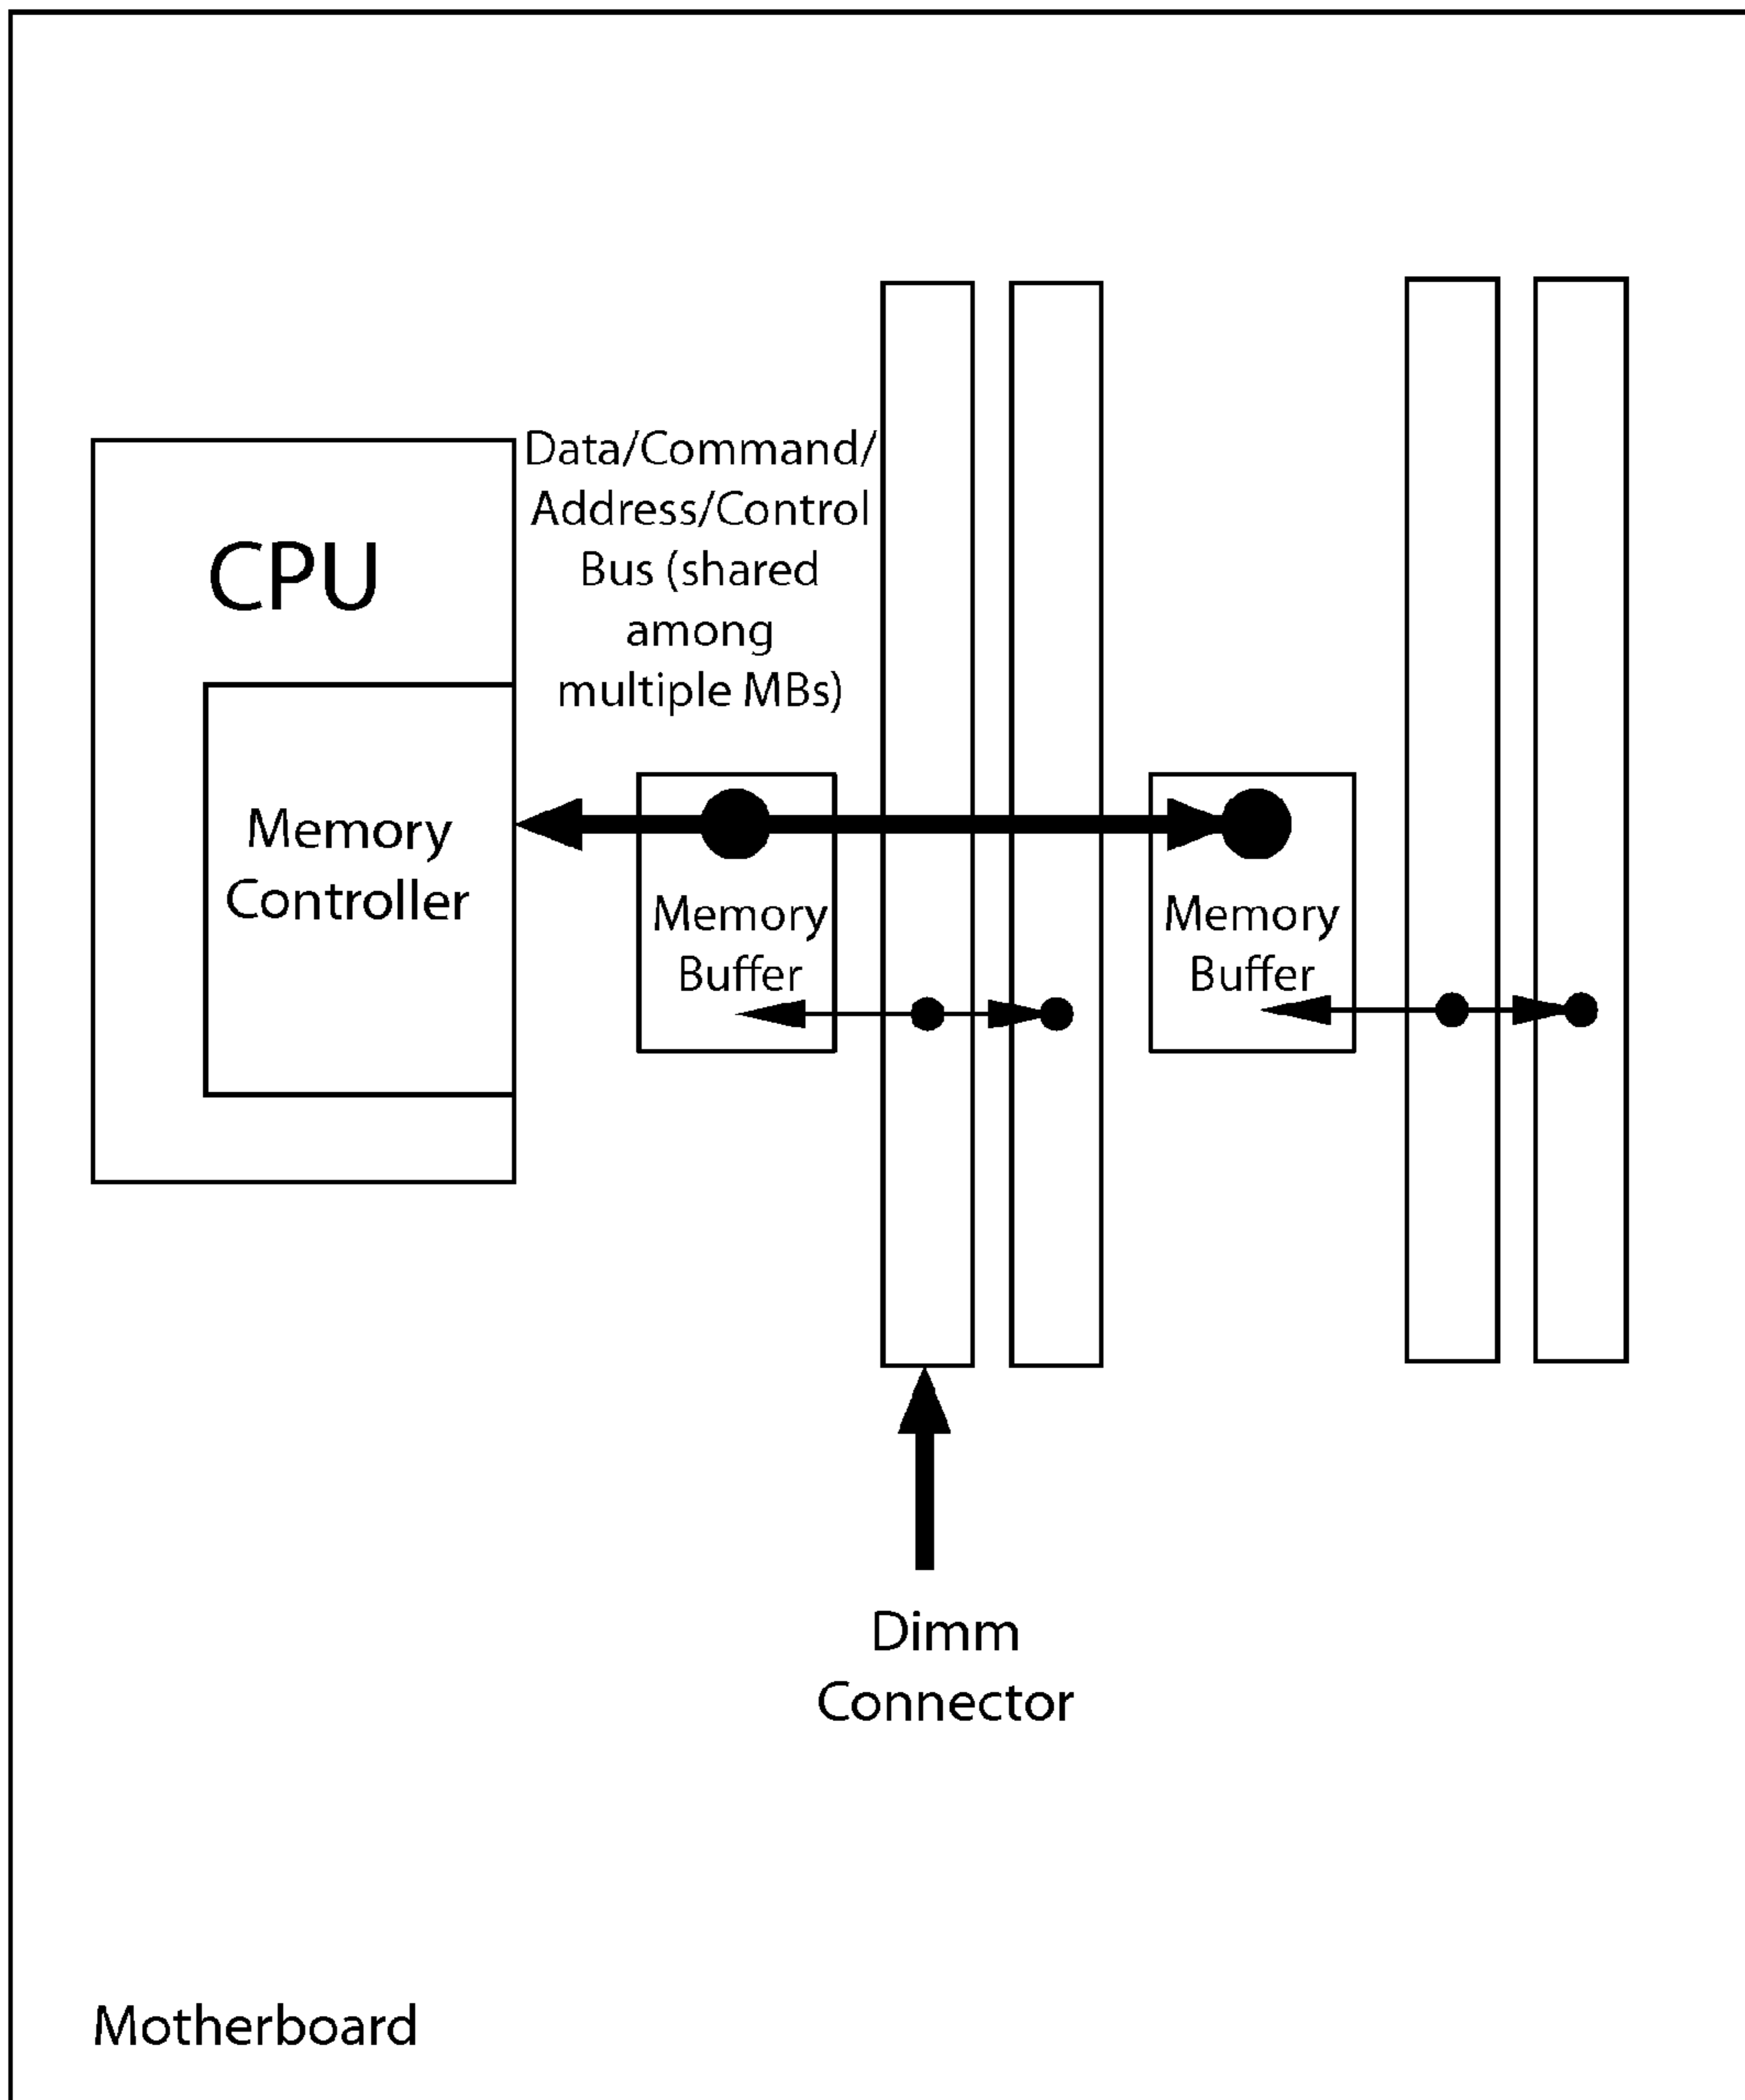 Data/Command/
Address/Control
Bus (shared
among
multiple MBs)
CPU
Memory
Controller
Memory
Buffer
Memory
Buffer
Dimm
Connector
Motherboard